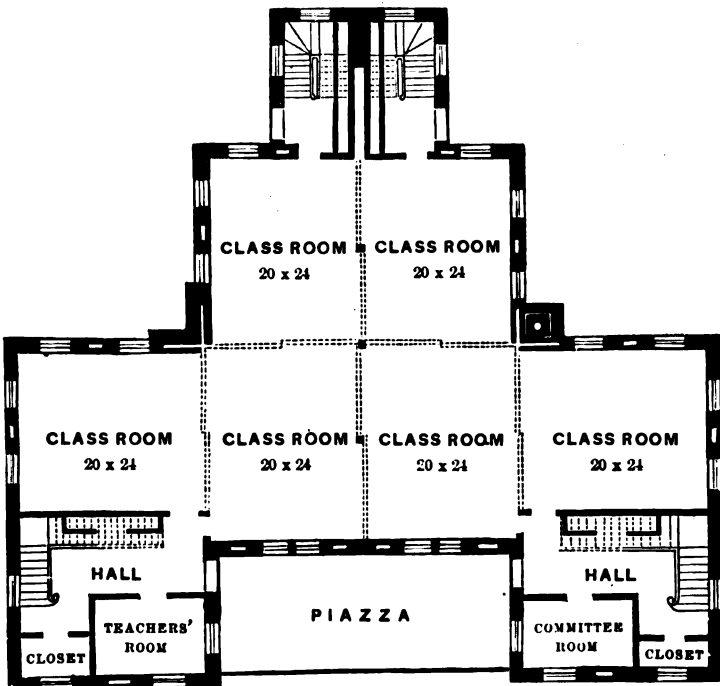 CLASS ROOM
20 x 24
CLASS ROOM
20 x 24
CLASS ROOM
20 x 24
CLASS ROOM
20 x 24
CLASS ROOM
20 x 24
CLASS ROOM
20 x 24
HALL
HALL
PIAZZA
TEACHERS'
ROOM
COMMITTEE
ROOM
CLOSET
CLOSET